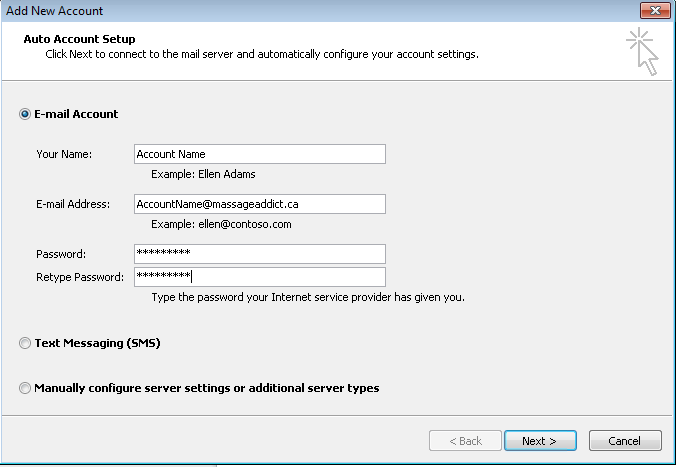 Add New Account
Auto Account Setup
Click Next to connect to the mail server and automatically configure your account settings.
E-mail Account
Your Name: Account Name
Example: Ellen Adams
E-mail Address: AccountName@massageaddict.ca
Example: ellen@contoso.com
Password: *********
Retype Password: *********
Type the password your Internet service provider has given you.
Text Messaging (SMS)
Manually configure server settings or additional server types
< Back Next > Cancel